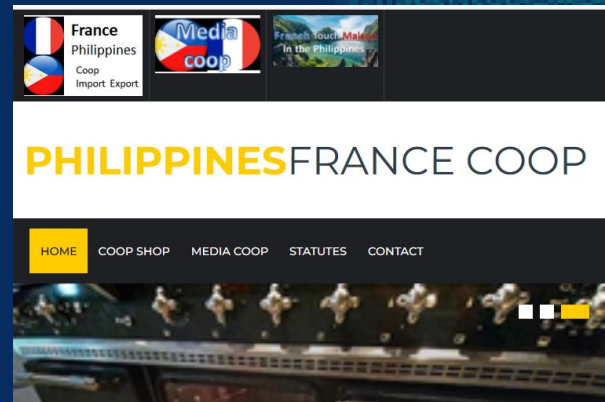 France
Philippines
Coop
Import Export
Media
coop
French Touch Maison
In the Philippines
PHILIPPINESFRANCE COOP
HOME COOP SHOP MEDIA COOP STATUTES CONTACT